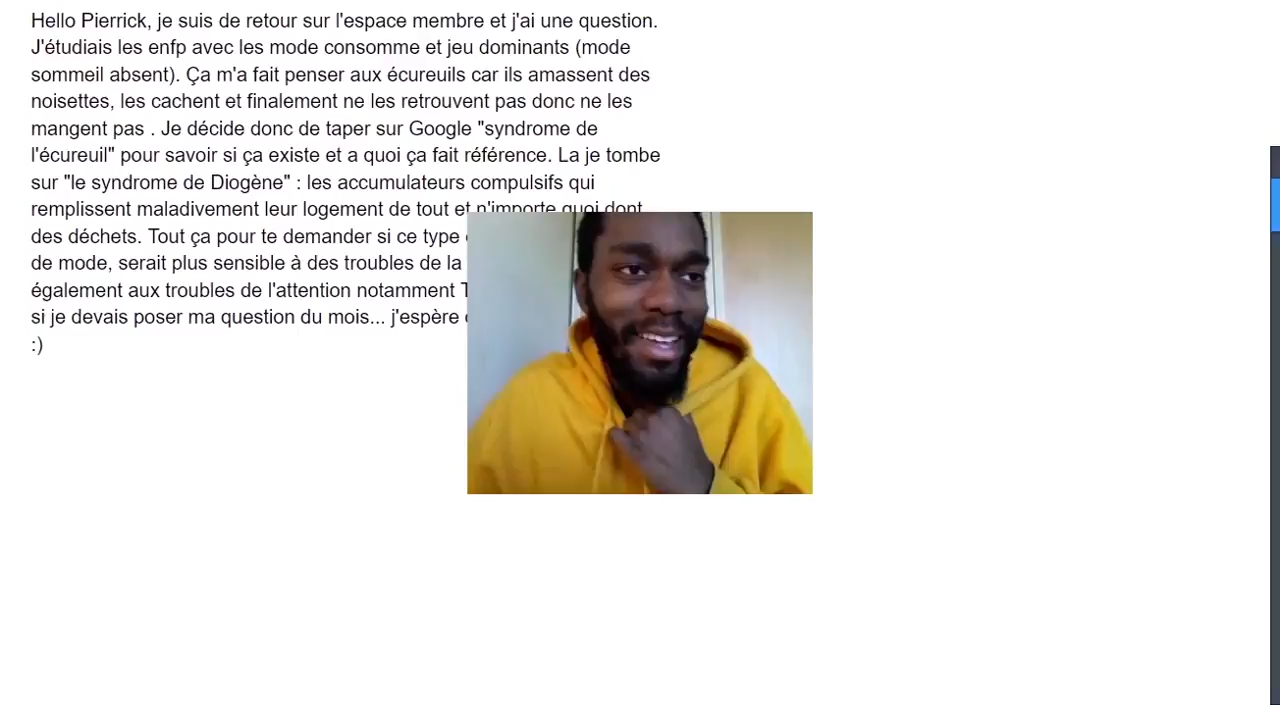 Hello Pierrick, je suis de retour sur l'espace membre et j'ai une question.
J'étudiais les enfp avec les mode consomme et jeu dominants (mode
sommeil absent). Ça m'a fait penser aux écureuils car ils amassent des
noisettes, les cachent et finalement ne les retrouvent pas donc ne les
mangent pas . Je décide donc de taper sur Google "syndrome de
l'écureuil" pour savoir si ça existe et a quoi ça fait référence. La je tombe
sur "le syndrome de Diogène" : les accumulateurs compulsifs qui
remplissent maladivement leur logement de tout et n'importe quoi dont
des déchets. Tout ça pour te demander si ce type
de mode, serait plus sensible à des troubles de la
également aux troubles de l'attention notamment
si je devais poser ma question du mois... j'espère
:)